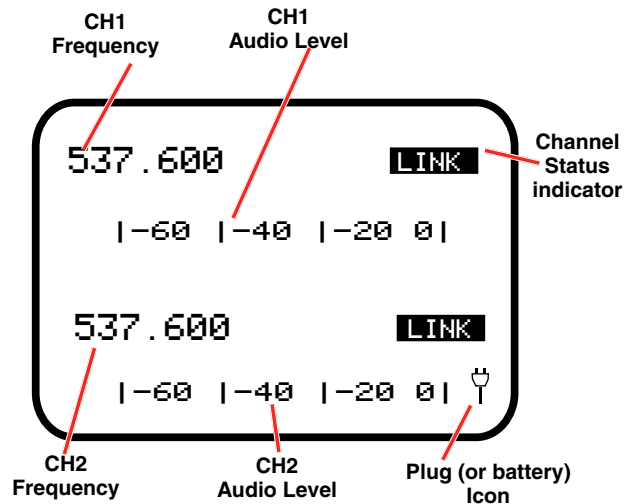 CH1
Frequency
CH1
Audio Level
537.600
LINK
Channel
Status
indicator
|-60 |-40 |-20 0|
537.600
LINK
|-60 |-40 |-20 0|
CH2
Frequency
CH2
Audio Level
Plug (or battery)
Icon